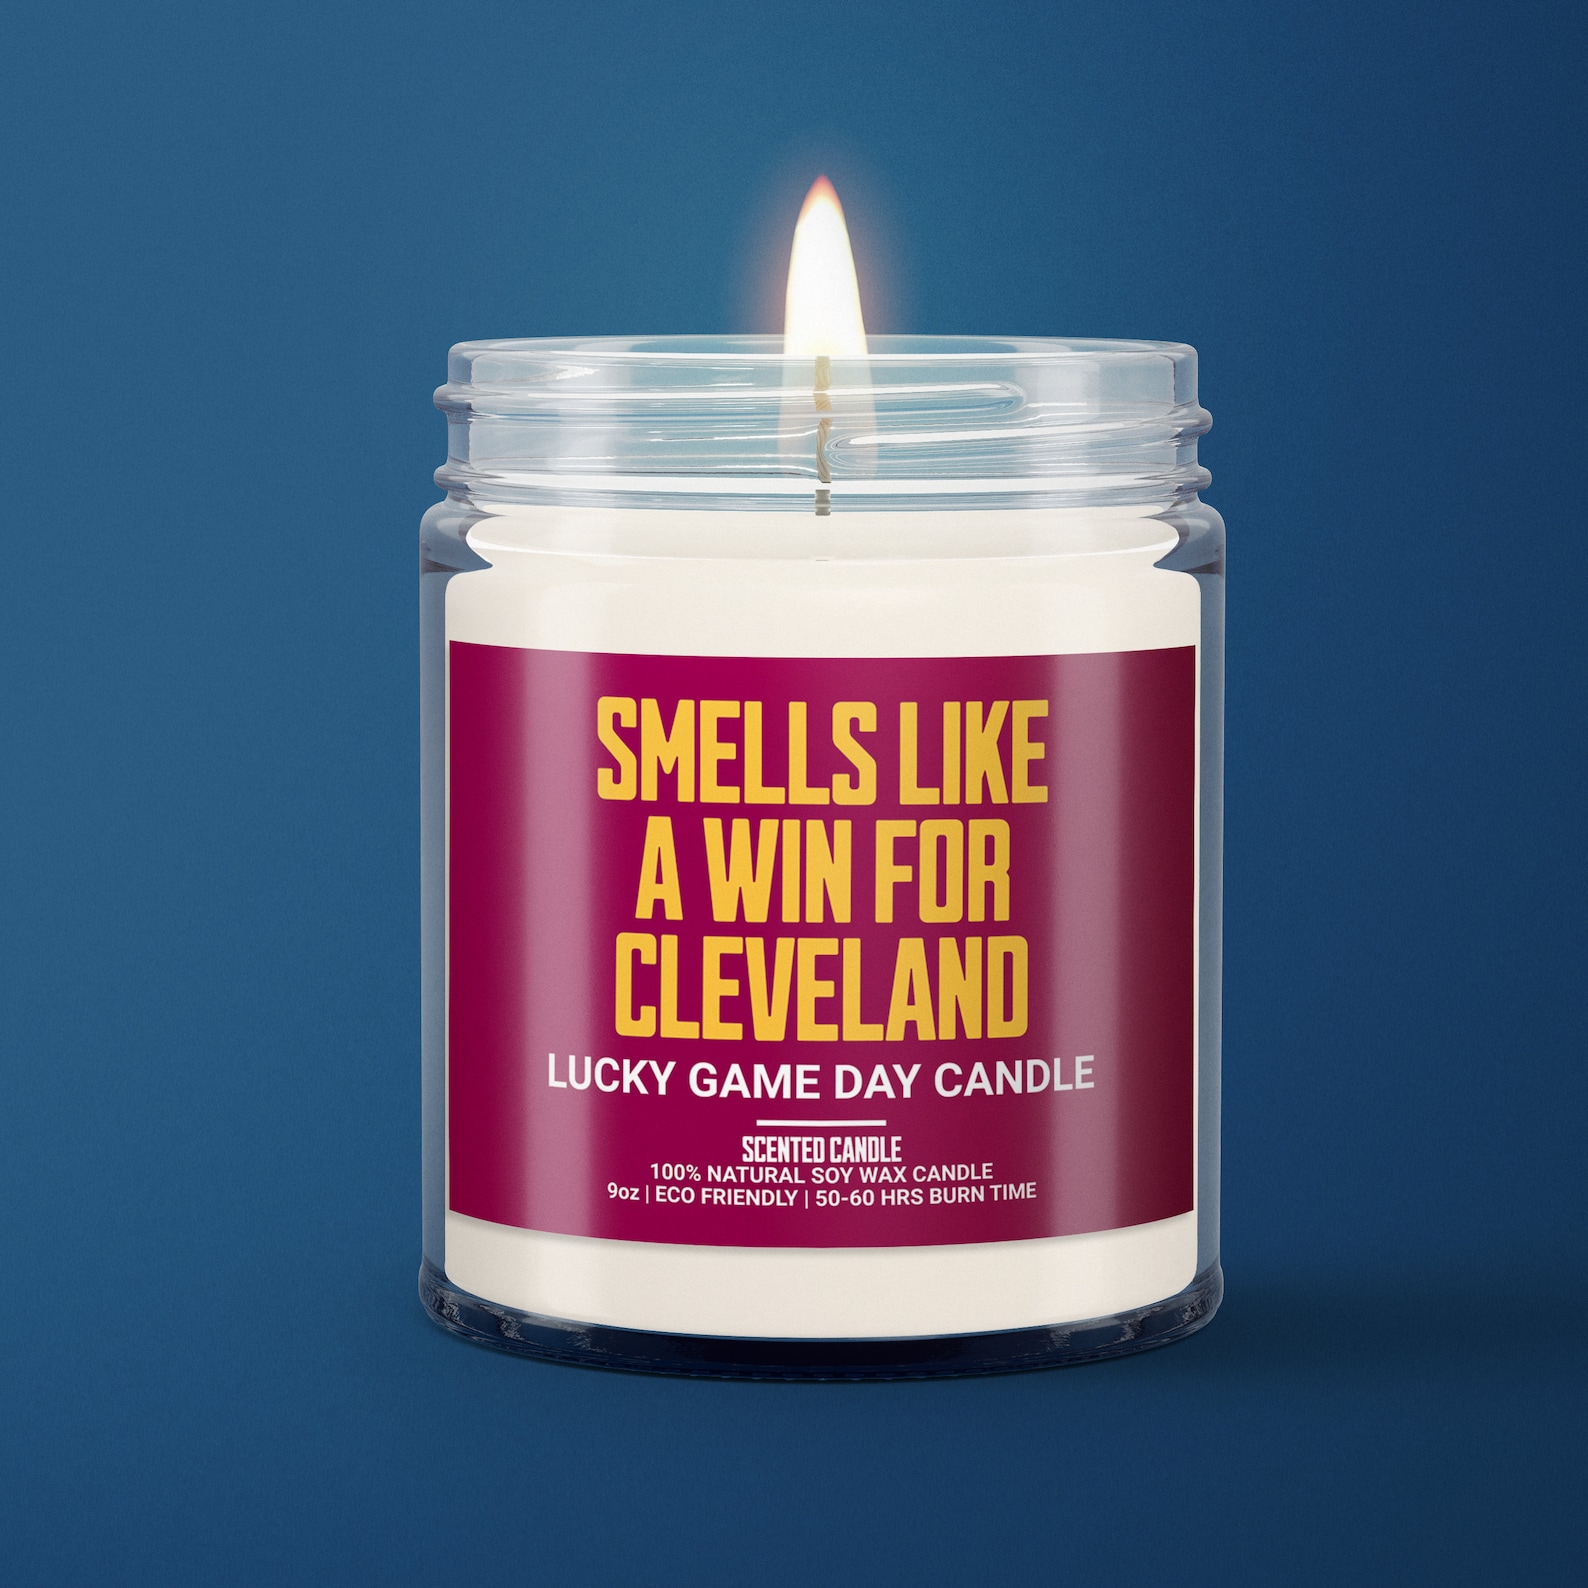 SMELLS LIKE
A WIN FOR
CLEVELAND
LUCKY GAME DAY CANDLE
SCENTED CANDLE
100% NATURAL SOY WAX CANDLE
9oz | ECO FRIENDLY | 50-60 HRS BURN TIME